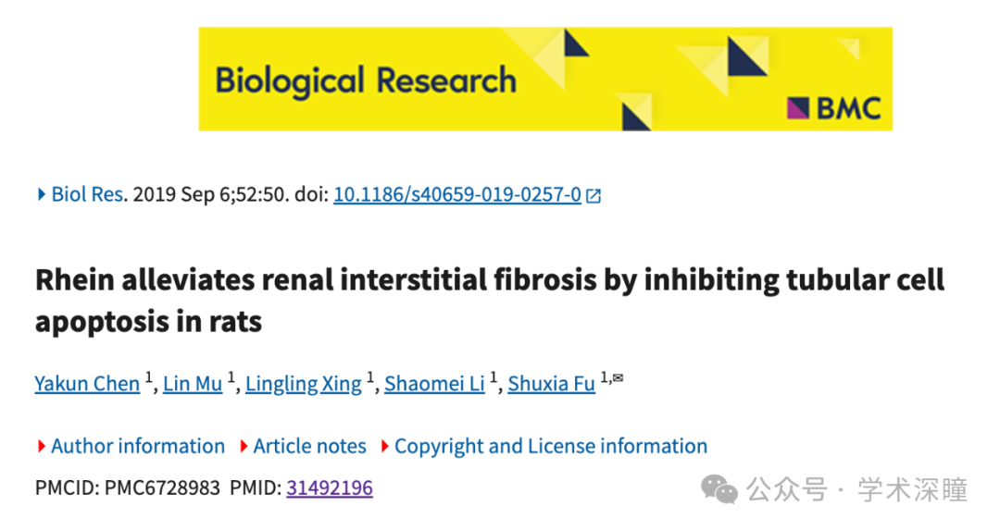 Biological Research
BMC
Biol Res. 2019 Sep 6;52:50. doi: 10.1186/s40659-019-0257-0
Rhein alleviates renal interstitial fibrosis by inhibiting tubular cell
apoptosis in rats
Yakun Chen 1, Lin Mu 1, Lingling Xing 1, Shaomei Li 1, Shuxia Fu 1,✉
Author information Article notes Copyright and License information
PMCID: PMC6728983 PMID: 31492196
公众号 · 学术深瞳